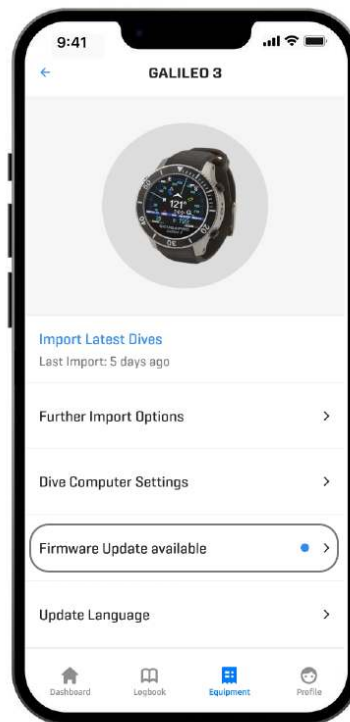 9:41
GALILEO 3
121°
Import Latest Dives
Last Import: 5 days ago
Further Import Options
Dive Computer Settings
Firmware Update available
Update Language
Dashboard
Logbook
Equipment
Profile